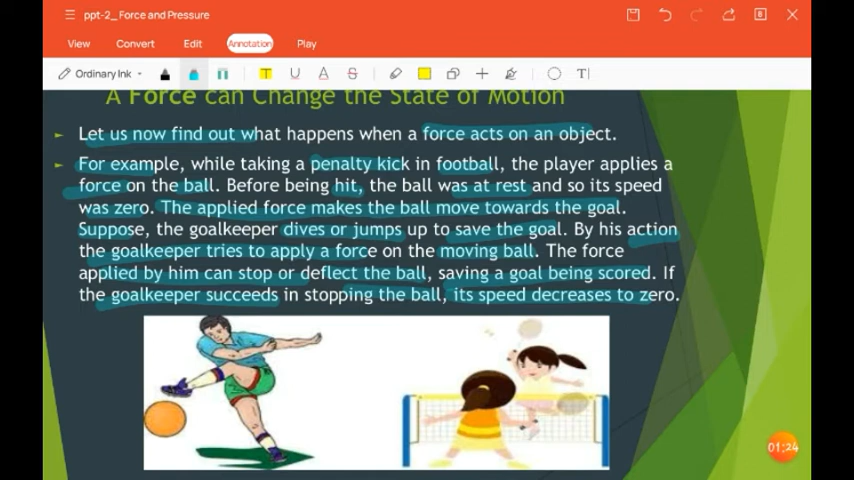 ppt-2_ Force and Pressure
View Convert Edit Annotation Play
Ordinary Ink
A Force can Change the State of Motion
Let us now find out what happens when a force acts on an object.
For example, while taking a penalty kick in football, the player applies a
force on the ball. Before being hit, the ball was at rest and so its speed
was zero. The applied force makes the ball move towards the goal.
Suppose, the goalkeeper dives or jumps up to save the goal. By his action
the goalkeeper tries to apply a force on the moving ball. The force
applied by him can stop or deflect the ball, saving a goal being scored. If
the goalkeeper succeeds in stopping the ball, its speed decreases to zero.
01:24